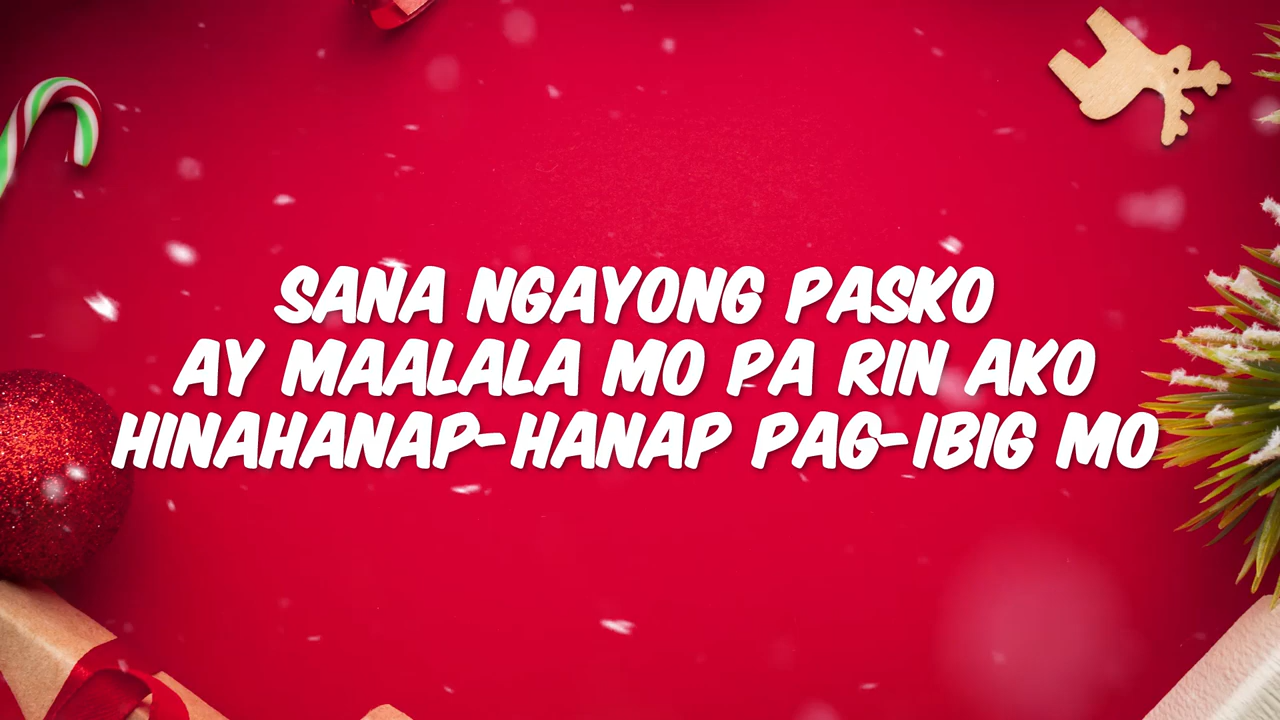 SANA NGAYONG PASKO
AY MAALALA MO PA RIN AKO
HINAHANAP-HANAP PAG-IBIG MO